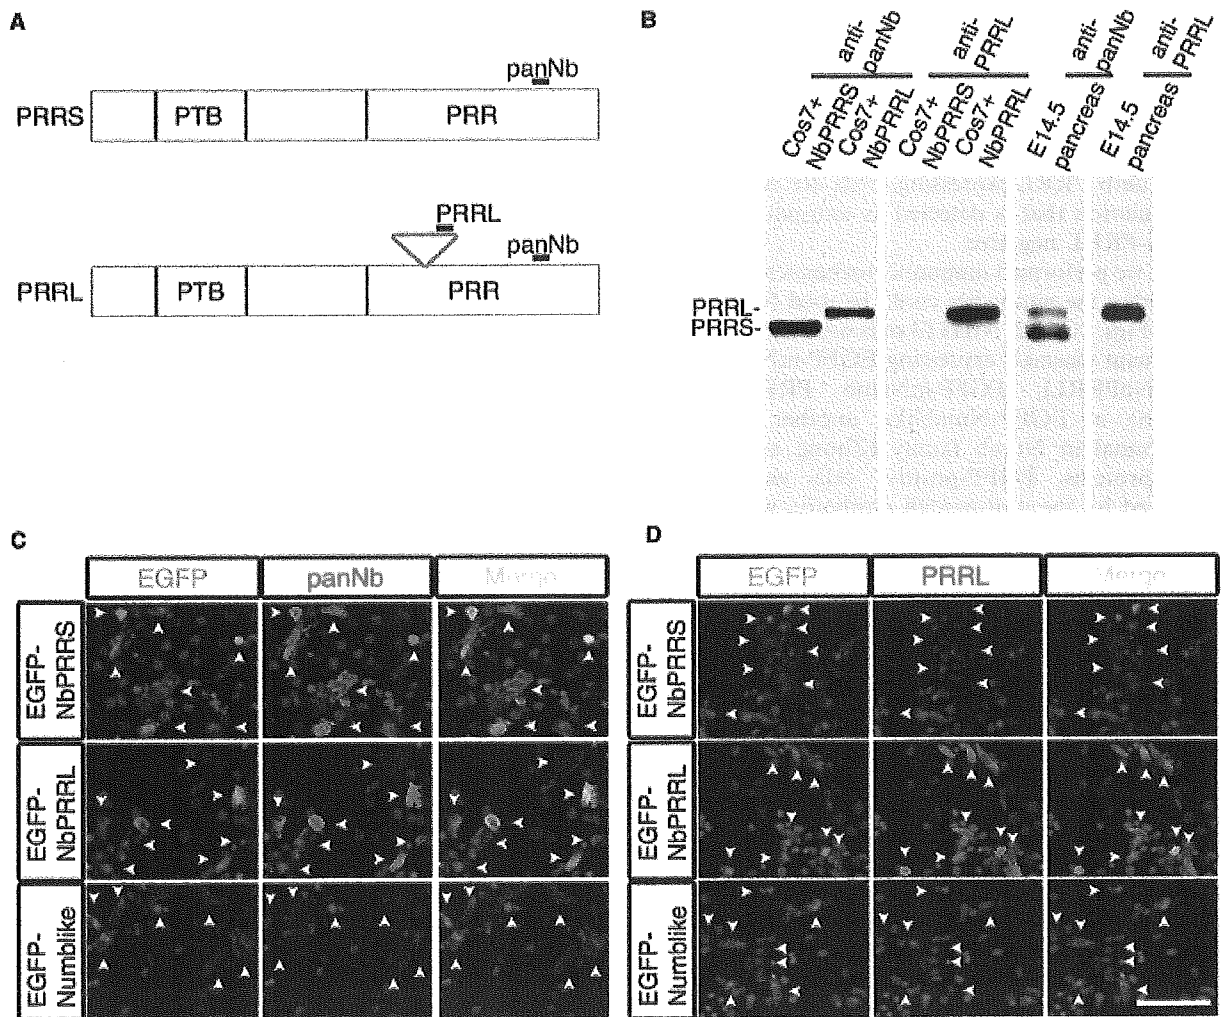 A
panNb
PRRS
PTB
PRR
PRRL
panNb
PRRL
PTB
PRR
B
anti-
panNb
anti-
PRRL
anti-
panNb
anti-
PRRL
Cos7+
NbPRRS
Cos7+
NbPRRL
Cos7+
NbPRRS
Cos7+
NbPRRL
E14.5
pancreas
E14.5
pancreas
PRRL-
PRRS-
C
EGFP
panNb
Merge
EGFP-
NbPRRS
EGFP-
NbPRRL
EGFP-
Numblike
D
EGFP
PRRL
Merge
EGFP-
NbPRRS
EGFP-
NbPRRL
EGFP-
Numblike